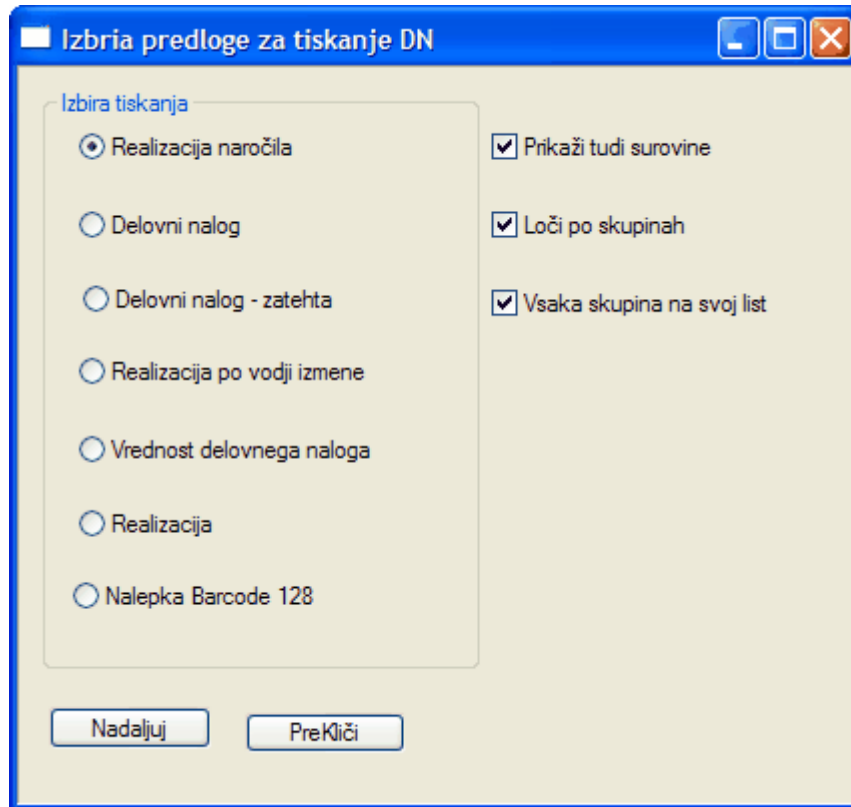 Izbria predloge za tiskanje DN
Izbira tiskanja
Realizacija naročila
Prikaži tudi surovine
Delovni nalog
Loči po skupinah
Delovni nalog - zatehta
Vsaka skupina na svoj list
Realizacija po vodji izmene
Vrednost delovnega naloga
Realizacija
Nalepka Barcode 128
Nadaljuj
PreKliči